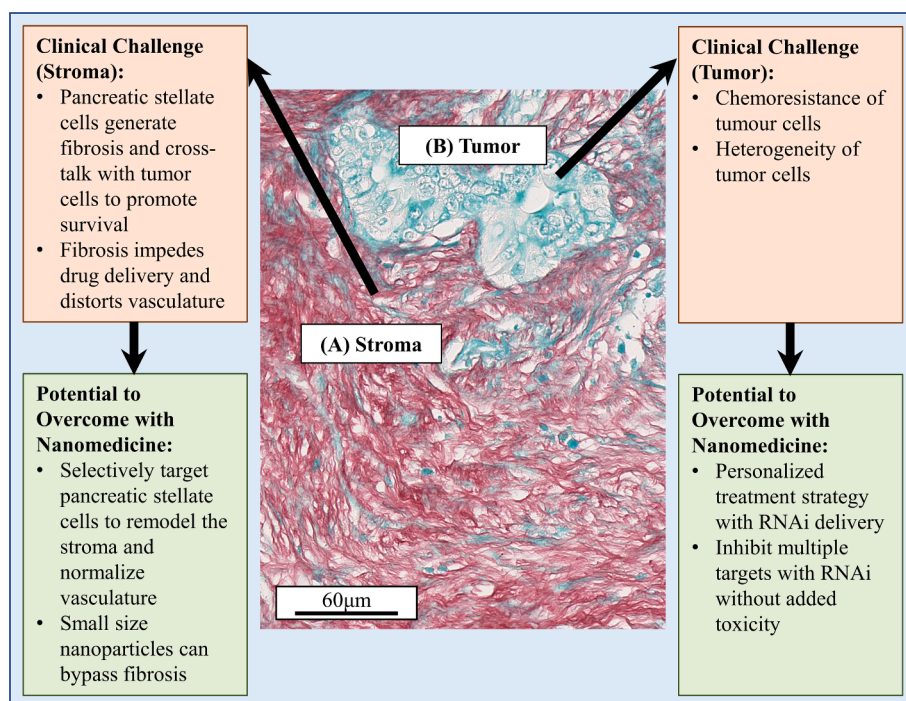 Clinical Challenge
(Stroma):
• Pancreatic stellate
cells generate
fibrosis and cross-
talk with tumor
cells to promote
survival
• Fibrosis impedes
drug delivery and
distorts vasculature
Potential to
Overcome with
Nanomedicine:
• Selectively target
pancreatic stellate
cells to remodel the
stroma and
normalize
vasculature
• Small size
nanoparticles can
bypass fibrosis
(B) Tumor
(A) Stroma
60μm
Clinical Challenge
(Tumor):
• Chemoresistance of
tumour cells
• Heterogeneity of
tumor cells
Potential to
Overcome with
Nanomedicine:
• Personalized
treatment strategy
with RNAi delivery
• Inhibit multiple
targets with RNAi
without added
toxicity